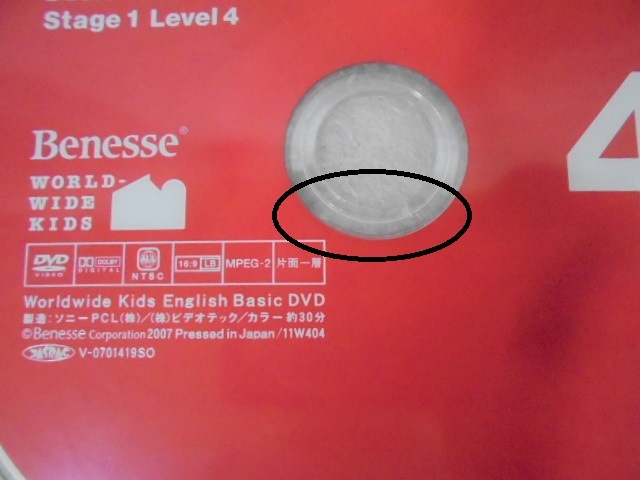 Stage 1 Level 4
4
Benesse®
WORLD-
WIDE
KIDS
DVD VIDEO
DOLBY DIGITAL
ALL NTSC
16:9 LB
MPEG-2
片面一層
Worldwide Kids English Basic DVD
製造:ソニーPCL(株)/(株)ビデオテック/カラー 約30分
©Benesse Corporation 2007 Pressed in Japan /11W404
JASRAC V-0701419SO